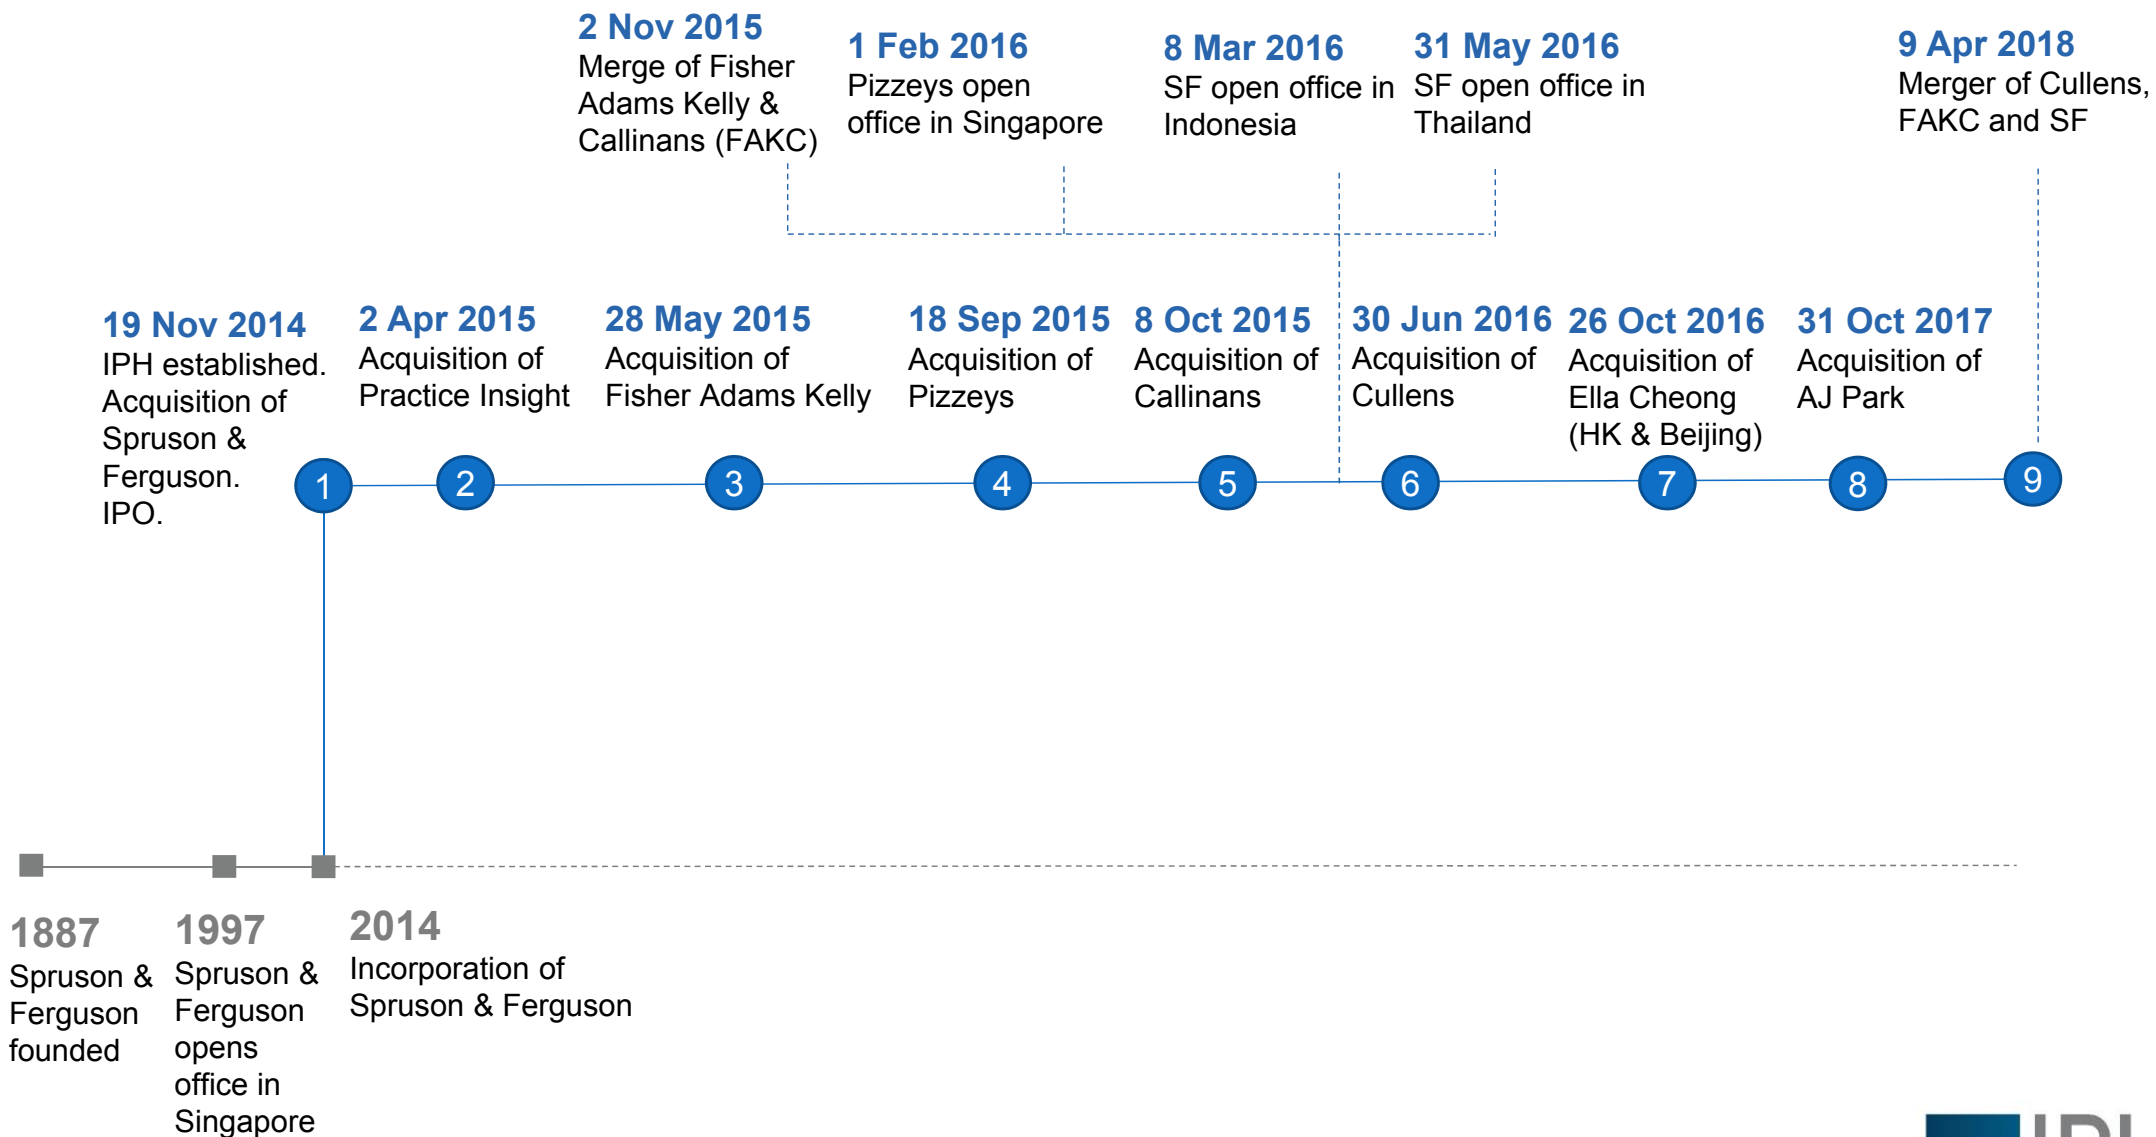 2 Nov 2015
Merge of Fisher
Adams Kelly &
Callinans (FAKC)
1 Feb 2016
Pizzeys open
office in Singapore
8 Mar 2016
SF open office in
Indonesia
31 May 2016
SF open office in
Thailand
9 Apr 2018
Merger of Cullens,
FAKC and SF
19 Nov 2014
IPH established.
Acquisition of
Spruson &
Ferguson.
IPO.
2 Apr 2015
Acquisition of
Practice Insight
28 May 2015
Acquisition of
Fisher Adams Kelly
18 Sep 2015
Acquisition of
Pizzeys
8 Oct 2015
Acquisition of
Callinans
30 Jun 2016
Acquisition of
Cullens
26 Oct 2016
Acquisition of
Ella Cheong
(HK & Beijing)
31 Oct 2017
Acquisition of
AJ Park
1
2
3
4
5
6
7
8
9
1887
Spruson &
Ferguson
founded
1997
Spruson &
Ferguson
opens
office in
Singapore
2014
Incorporation of
Spruson & Ferguson